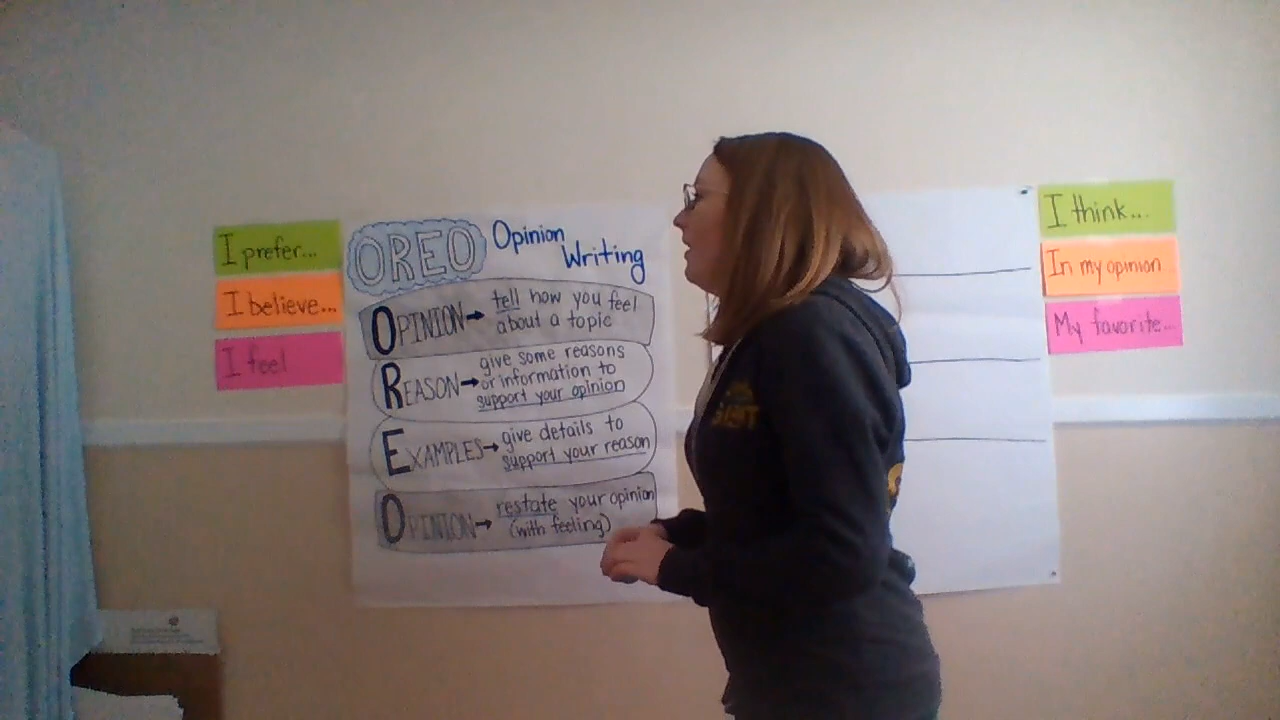 I prefer...
I believe...
I feel
OREO
Opinion
Writing
OPINION→ tell how you feel
about a topic
REASON→ give some reasons
or information to
support your opinion
EXAMPLES→ give details to
support your reason
OPINION→ restate your opinion
(with feeling)
I think...
In my opinion
My favorite...